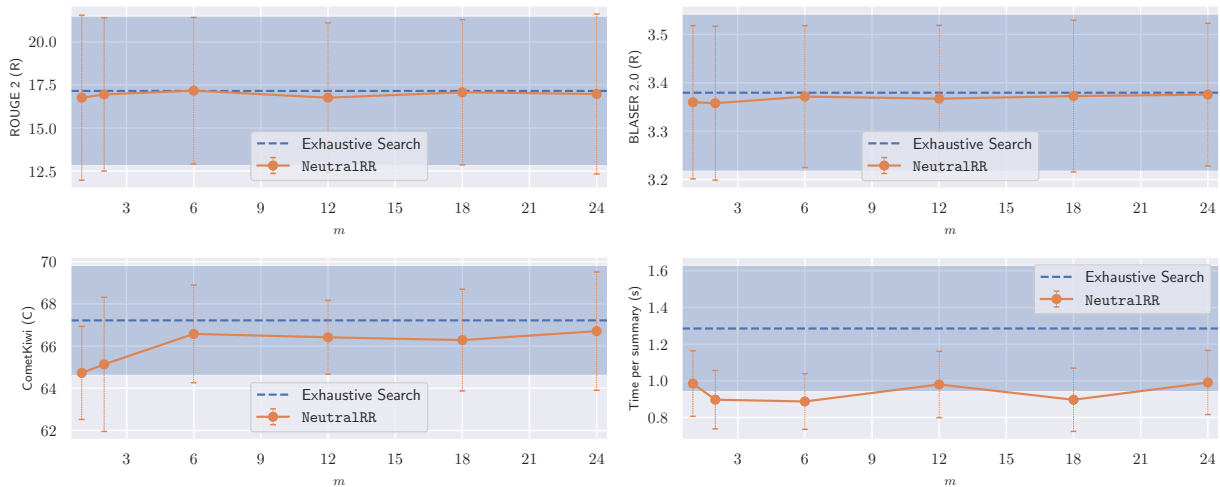 ROUGE 2 (R)
20.0
17.5
15.0
12.5
Exhaustive Search
NeutralRR
3 6 9 12 15 18 21 24
m
BLASER 2.0 (R)
3.5
3.4
3.3
3.2
Exhaustive Search
NeutralRR
3 6 9 12 15 18 21 24
m
CometKiwi (C)
70
68
66
64
62
Exhaustive Search
NeutralRR
3 6 9 12 15 18 21 24
m
Time per summary (s)
1.6
1.4
1.2
1.0
0.8
Exhaustive Search
NeutralRR
3 6 9 12 15 18 21 24
m